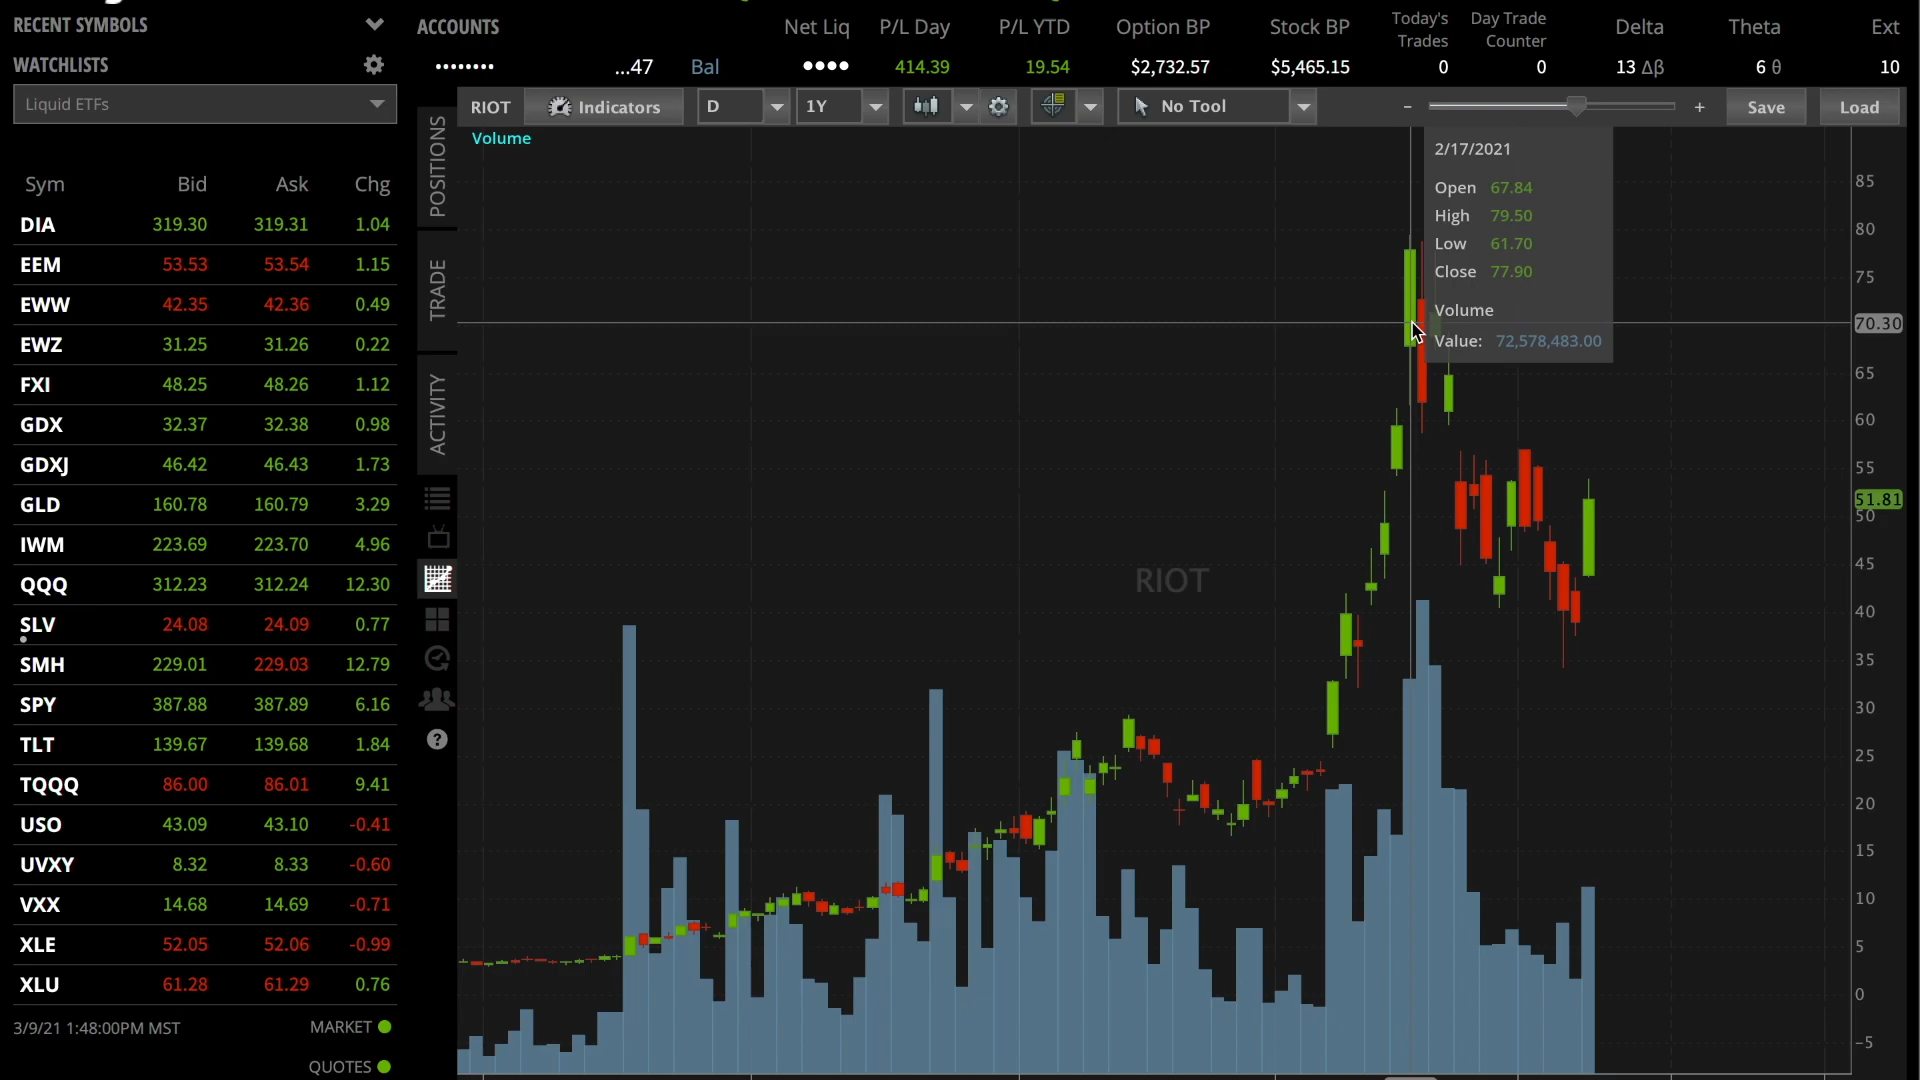 RECENT SYMBOLS
WATCHLISTS
Liquid ETFs
Sym Bid Ask Chg
DIA 319.30 319.31 1.04
EEM 53.53 53.54 1.15
EWW 42.35 42.36 0.49
EWZ 31.25 31.26 0.22
FXI 48.25 48.26 1.12
GDX 32.37 32.38 0.98
GDXJ 46.42 46.43 1.73
GLD 160.78 160.79 3.29
IWM 223.69 223.70 4.96
QQQ 312.23 312.24 12.30
SLV 24.08 24.09 0.77
SMH 229.01 229.03 12.79
SPY 387.88 387.89 6.16
TLT 139.67 139.68 1.84
TQQQ 86.00 86.01 9.41
USO 43.09 43.10 -0.41
UVXY 8.32 8.33 -0.60
VXX 14.68 14.69 -0.71
XLE 52.05 52.06 -0.99
XLU 61.28 61.29 0.76
3/9/21 1:48:00PM MST MARKET
QUOTES
ACCOUNTS Net Liq P/L Day P/L YTD Option BP Stock BP Today's Trades Day Trade Counter Delta Theta Ext
•••••••• ...47 Bal •••• 414.39 19.54 $2,732.57 $5,465.15 0 0 13 Δβ 6 θ 10
POSITIONS
TRADE
ACTIVITY
?
RIOT Indicators D 1Y No Tool - + Save Load
Volume
2/17/2021
Open 67.84
High 79.50
Low 61.70
Close 77.90
Volume
Value: 72,578,483.00
RIOT
85
80
75
70.30
65
60
55
51.81
50
45
40
35
30
25
20
15
10
5
0
-5